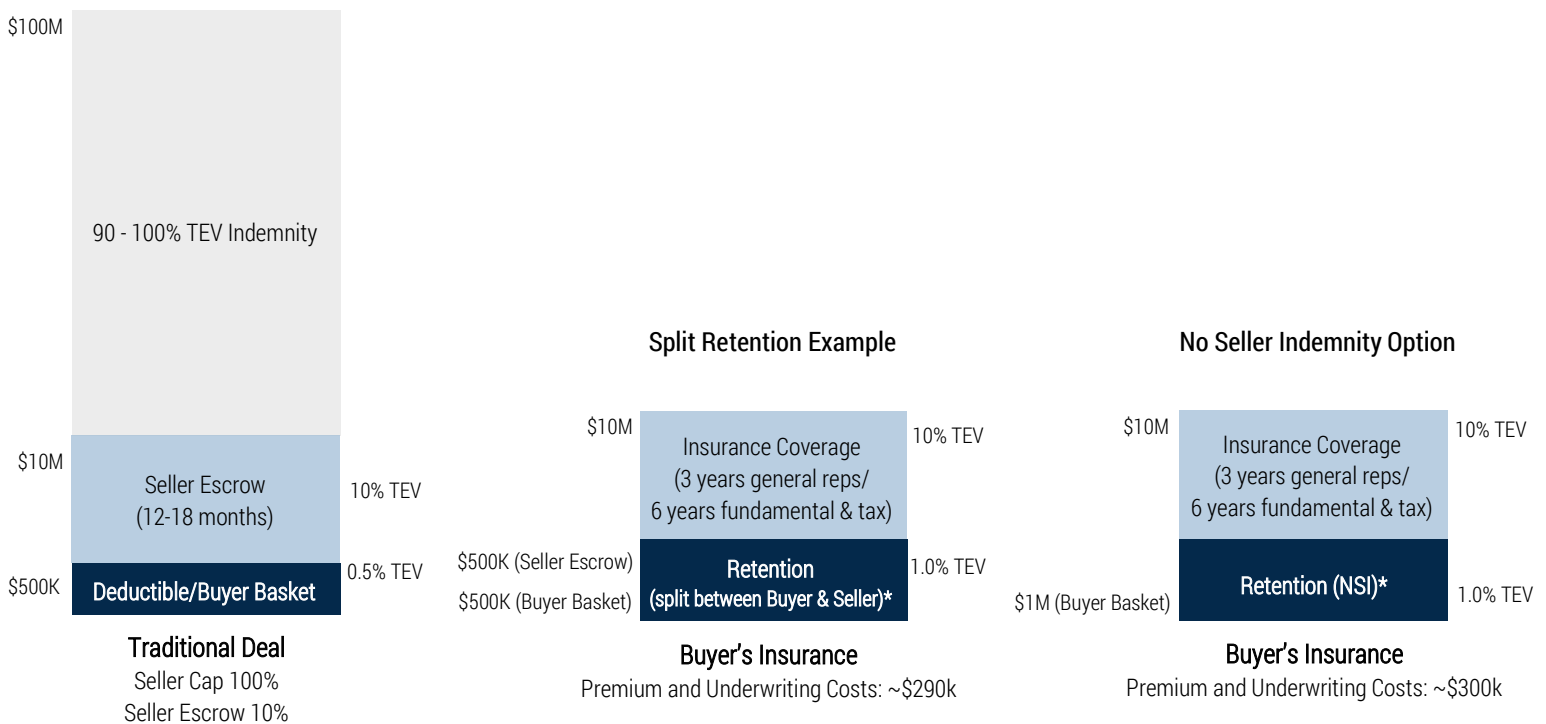 $100M
90 - 100% TEV Indemnity
$10M
Seller Escrow
(12-18 months)
10% TEV
0.5% TEV
$500K
Deductible/Buyer Basket
Traditional Deal
Seller Cap 100%
Seller Escrow 10%
Split Retention Example
$10M
10% TEV
Insurance Coverage
(3 years general reps/
6 years fundamental & tax)
$500K (Seller Escrow)
$500K (Buyer Basket)
Retention
(split between Buyer & Seller)*
1.0% TEV
Buyer's Insurance
Premium and Underwriting Costs: ~$290k
No Seller Indemnity Option
$10M
10% TEV
Insurance Coverage
(3 years general reps/
6 years fundamental & tax)
Retention (NSI)*
$1M (Buyer Basket)
1.0% TEV
Buyer's Insurance
Premium and Underwriting Costs: ~$300k